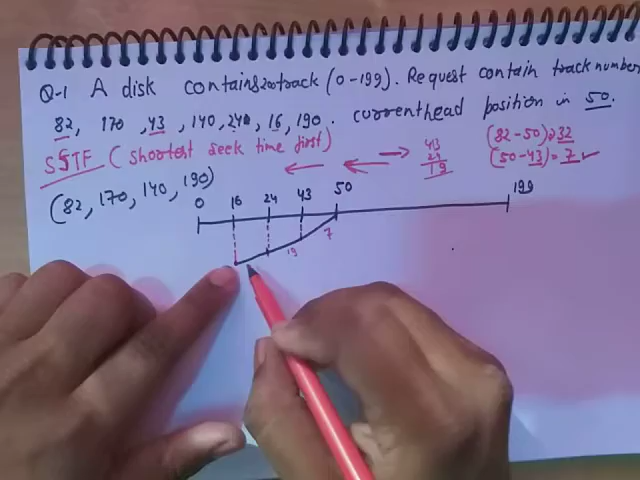 Q-1 A disk contains 200 track (0-199). Request contain track number
82, 170, 43, 140, 24, 16, 190. current head position in 50.
SSTF (shortest seek time first)
43
24
19
(82-50)=32
(50-43)=7✓
(82, 170, 140, 190)
0 16 24 43 50 199
19 7